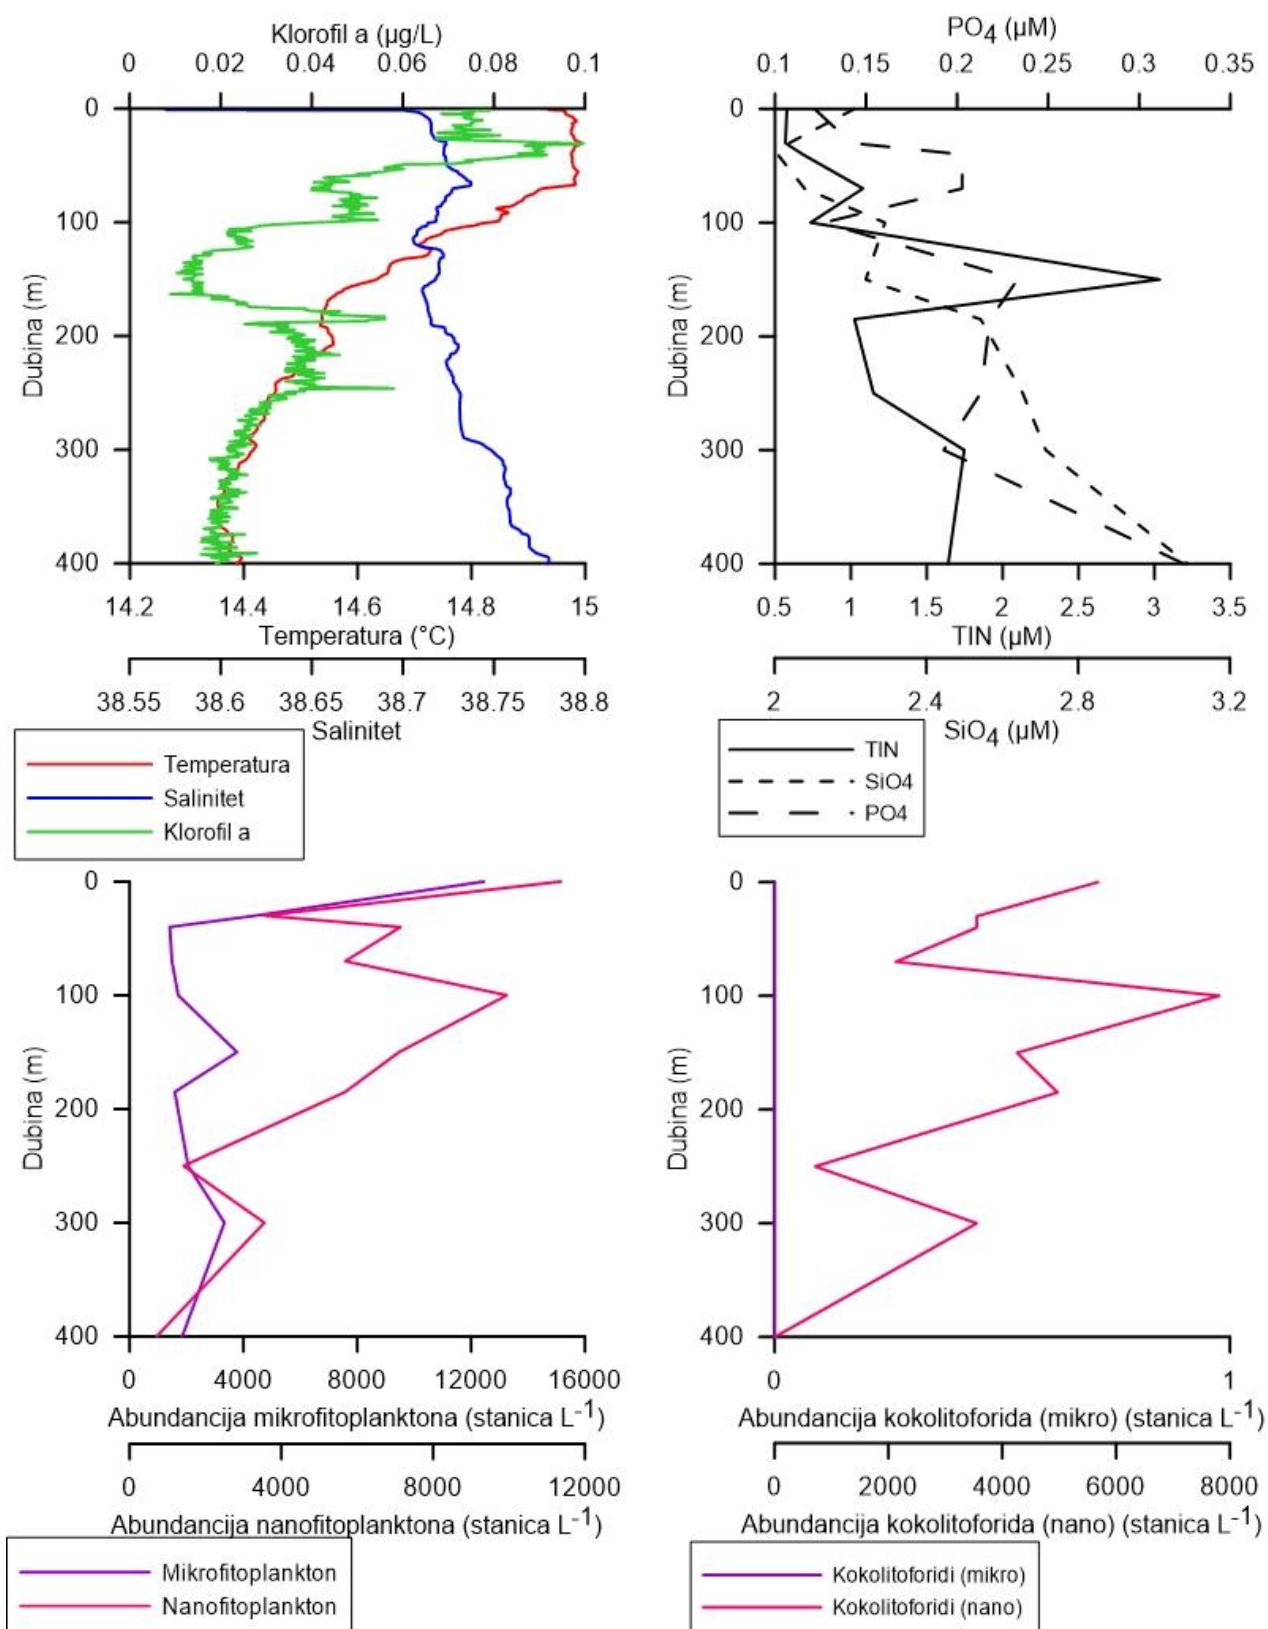 Klorofil a (µg/L)
0 0.02 0.04 0.06 0.08 0.1
0
100
200
300
400
Dubina (m)
14.2 14.4 14.6 14.8 15
Temperatura (°C)
38.55 38.6 38.65 38.7 38.75 38.8
Salinitet
Temperatura
Salinitet
Klorofil a
PO4 (µM)
0.1 0.15 0.2 0.25 0.3 0.35
0
100
200
300
400
Dubina (m)
0.5 1 1.5 2 2.5 3 3.5
TIN (µM)
2 2.4 2.8 3.2
SiO4 (µM)
TIN
SiO4
PO4
0
100
200
300
400
Dubina (m)
0 4000 8000 12000 16000
Abundancija mikrofitoplanktona (stanica L-1)
0 4000 8000 12000
Abundancija nanofitoplanktona (stanica L-1)
Mikrofitoplankton
Nanofitoplankton
0
100
200
300
400
Dubina (m)
0 1
Abundancija kokolitoforida (mikro) (stanica L-1)
0 2000 4000 6000 8000
Abundancija kokolitoforida (nano) (stanica L-1)
Kokolitoforidi (mikro)
Kokolitoforidi (nano)